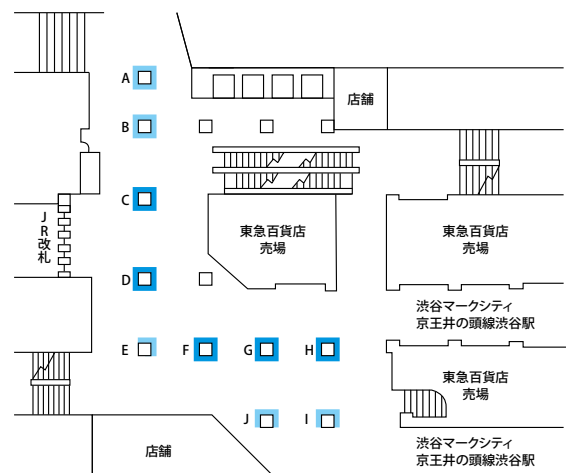 A
店舗
B
C
東急百貨店
売場
東急百貨店
売場
JR改札
D
渋谷マークシティ
京王井の頭線渋谷駅
E
F
G
H
東急百貨店
売場
J
I
店舗
渋谷マークシティ
京王井の頭線渋谷駅